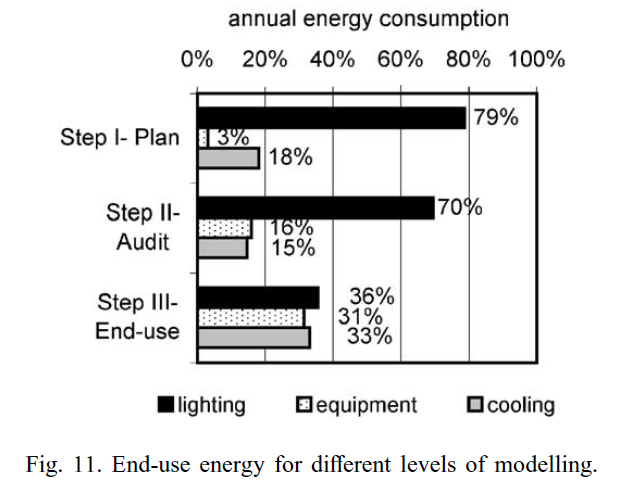 annual energy consumption
0% 20% 40% 60% 80% 100%
Step I- Plan
79%
3%
18%
Step II-
Audit
70%
16%
15%
Step III-
End-use
36%
31%
33%
lighting equipment cooling
Fig. 11. End-use energy for different levels of modelling.